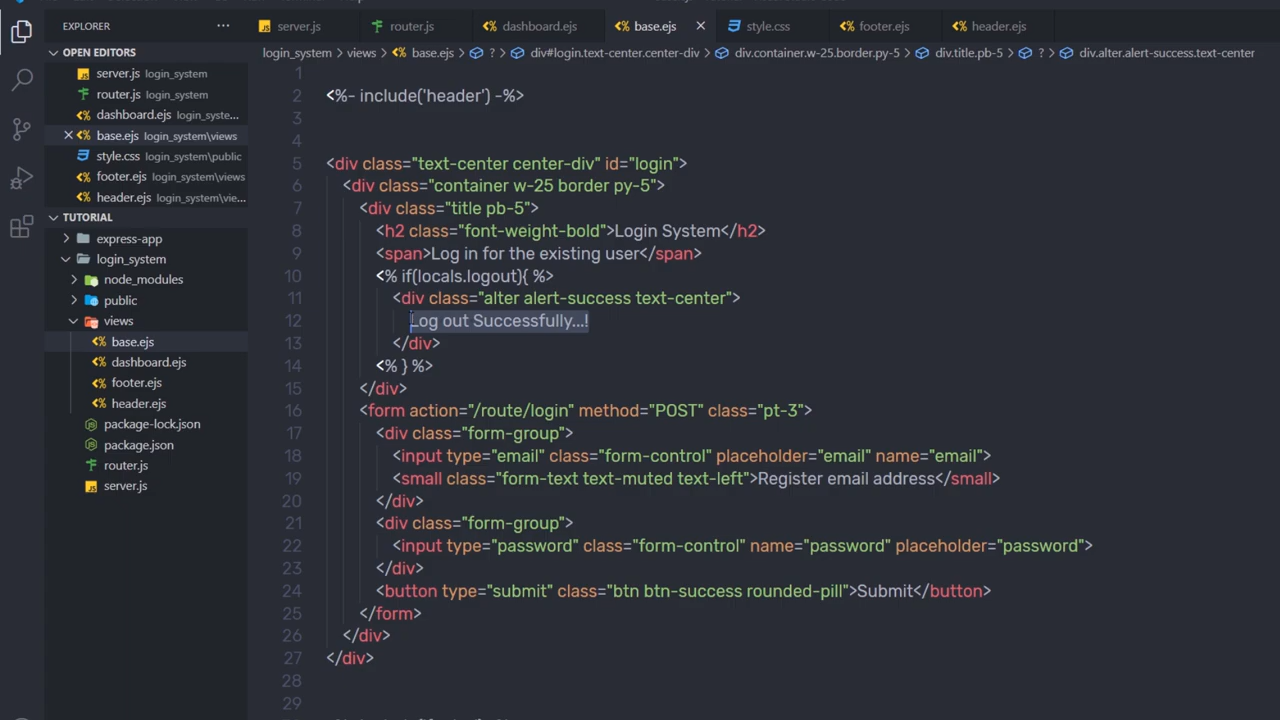 EXPLORER ···
server.js
router.js
dashboard.ejs
base.ejs
style.css
footer.ejs
header.ejs
OPEN EDITORS
server.js login_system
router.js login_system
dashboard.ejs login_syste...
base.ejs login_system\views
style.css login_system\public
footer.ejs login_system\views
header.ejs login_system\vie...
TUTORIAL
express-app
login_system
node_modules
public
views
base.ejs
dashboard.ejs
footer.ejs
header.ejs
package-lock.json
package.json
router.js
server.js
login_system > views > base.ejs > ? > div#login.text-center.center-div > div.container.w-25.border.py-5 > div.title.pb-5 > ? > div.alter.alert-success.text-center
1
2 <%- include('header') -%>
3
4
5 <div class="text-center center-div" id="login">
6 <div class="container w-25 border py-5">
7 <div class="title pb-5">
8 <h2 class="font-weight-bold">Login System</h2>
9 <span>Log in for the existing user</span>
10 <% if(locals.logout){ %>
11 <div class="alter alert-success text-center">
12 Log out Successfully...!
13 </div>
14 <% } %>
15 </div>
16 <form action="/route/login" method="POST" class="pt-3">
17 <div class="form-group">
18 <input type="email" class="form-control" placeholder="email" name="email">
19 <small class="form-text text-muted text-left">Register email address</small>
20 </div>
21 <div class="form-group">
22 <input type="password" class="form-control" name="password" placeholder="password">
23 </div>
24 <button type="submit" class="btn btn-success rounded-pill">Submit</button>
25 </form>
26 </div>
27 </div>
28
29